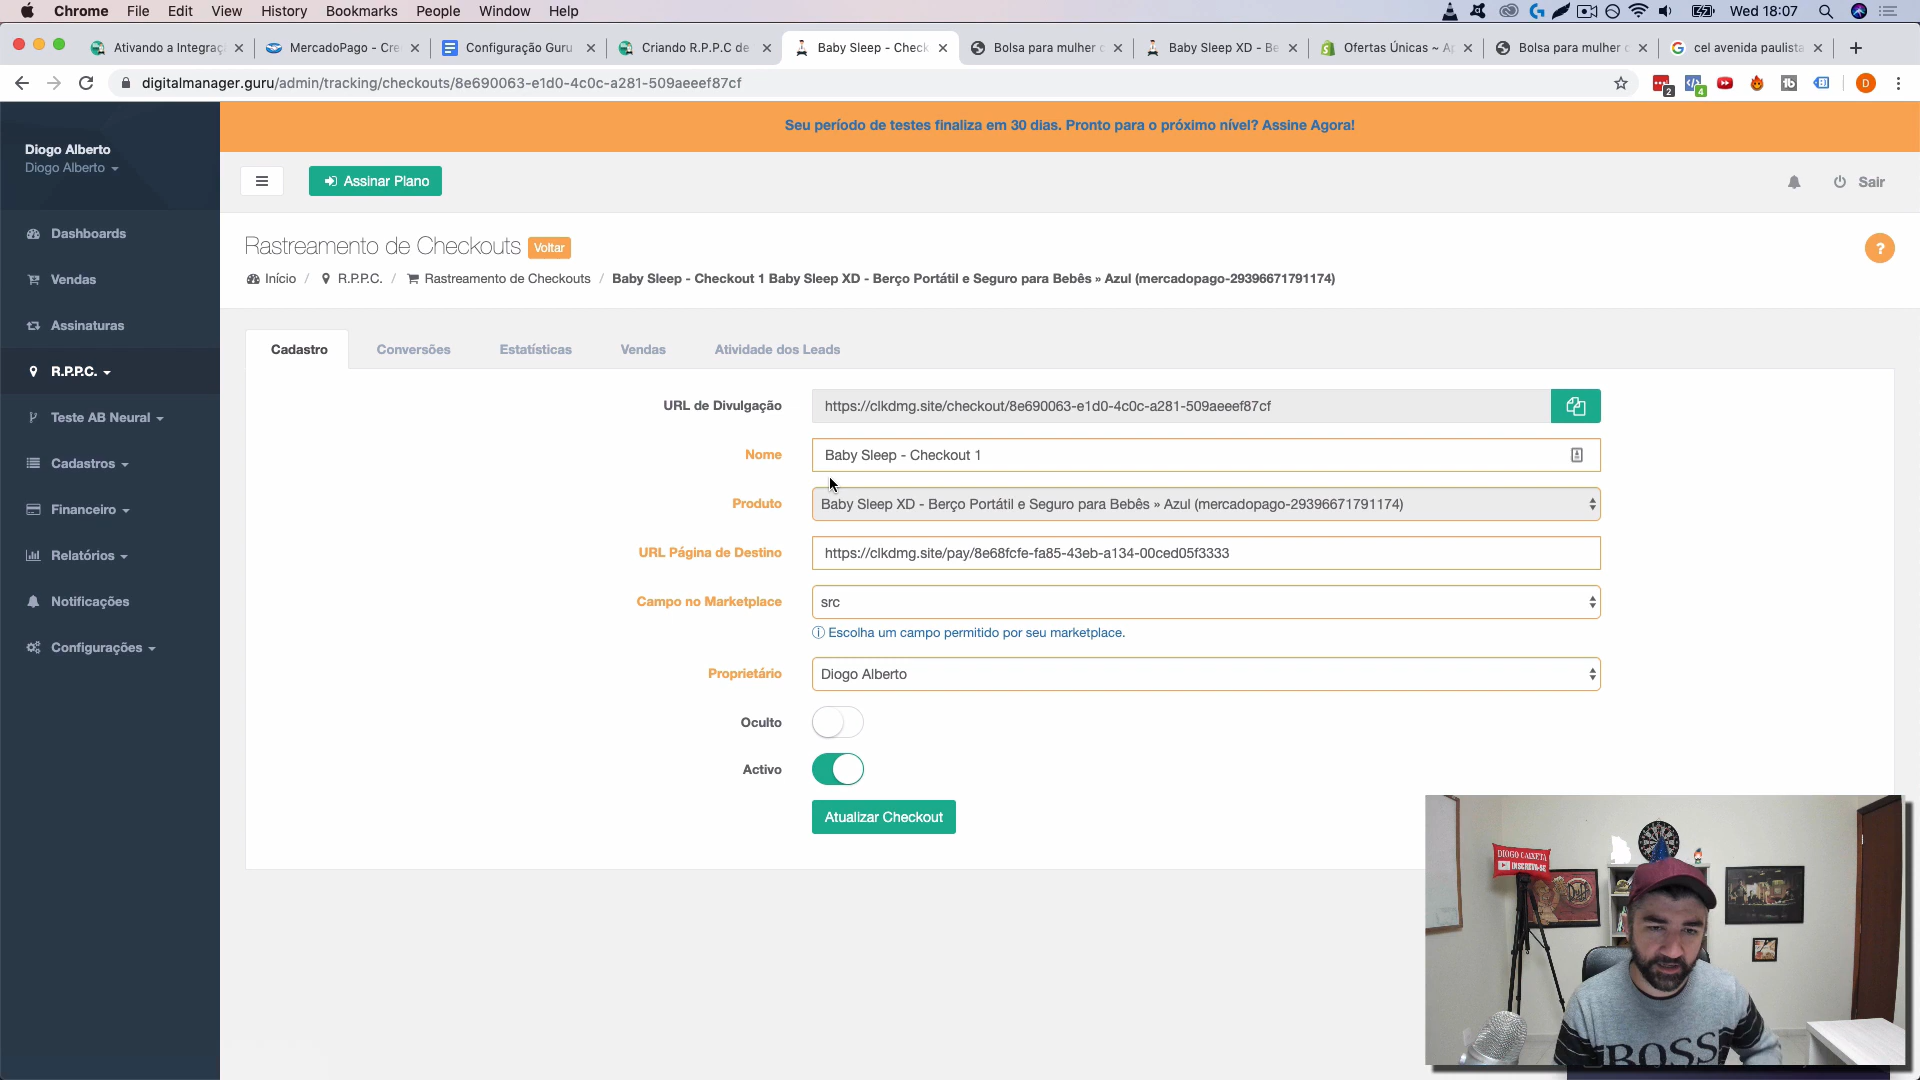 Chrome File Edit View History Bookmarks People Window Help
Wed 18:07
Ativando a Integraç
MercadoPago - Cre
Configuração Guru
Criando R.P.P.C de
Baby Sleep - Check
Bolsa para mulher c
Baby Sleep XD - Be
Ofertas Únicas ~ A
Bolsa para mulher c
cel avenida paulista
digitalmanager.guru/admin/tracking/checkouts/8e690063-e1d0-4c0c-a281-509aeeef87cf
2
4
D
Seu período de testes finaliza em 30 dias. Pronto para o próximo nível? Assine Agora!
Diogo Alberto
Diogo Alberto
Dashboards
Vendas
Assinaturas
R.P.P.C.
Teste AB Neural
Cadastros
Financeiro
Relatórios
Notificações
Configurações
Assinar Plano
Sair
Rastreamento de Checkouts Voltar
?
Início / R.P.P.C. / Rastreamento de Checkouts / Baby Sleep - Checkout 1 Baby Sleep XD - Berço Portátil e Seguro para Bebês » Azul (mercadopago-29396671791174)
Cadastro Conversões Estatísticas Vendas Atividade dos Leads
URL de Divulgação https://clkdmg.site/checkout/8e690063-e1d0-4c0c-a281-509aeeef87cf
Nome Baby Sleep - Checkout 1
Produto Baby Sleep XD - Berço Portátil e Seguro para Bebês » Azul (mercadopago-29396671791174)
URL Página de Destino https://clkdmg.site/pay/8e68fcfe-fa85-43eb-a134-00ced05f3333
Campo no Marketplace src
Escolha um campo permitido por seu marketplace.
Proprietário Diogo Alberto
Oculto
Activo
Atualizar Checkout
DIOGO CAIXETA
INSCREVA-SE
Duff
BOSS